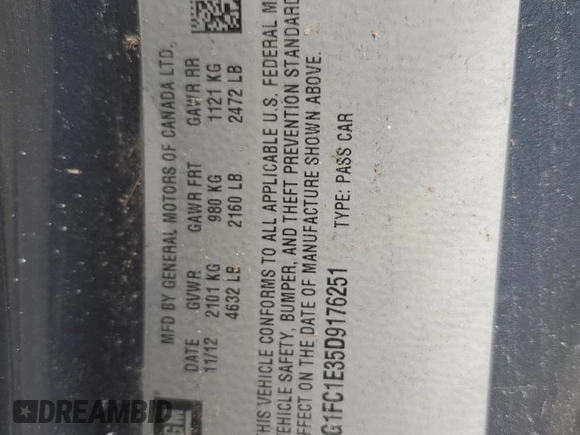 MFD BY GENERAL MOTORS OF CANADA LTD.
DATE GVWR GAWR FRT GAWR RR
11/12 2101 KG 980 KG 1121 KG
4632 LB 2160 LB 2472 LB
THIS VEHICLE CONFORMS TO ALL APPLICABLE U.S. FEDERAL M
EHICLE SAFETY, BUMPER, AND THEFT PREVENTION STANDARD
EFFECT ON THE DATE OF MANUFACTURE SHOWN ABOVE.
G1FC1E35D9176251 TYPE: PASS CAR
GM
DREAMBID